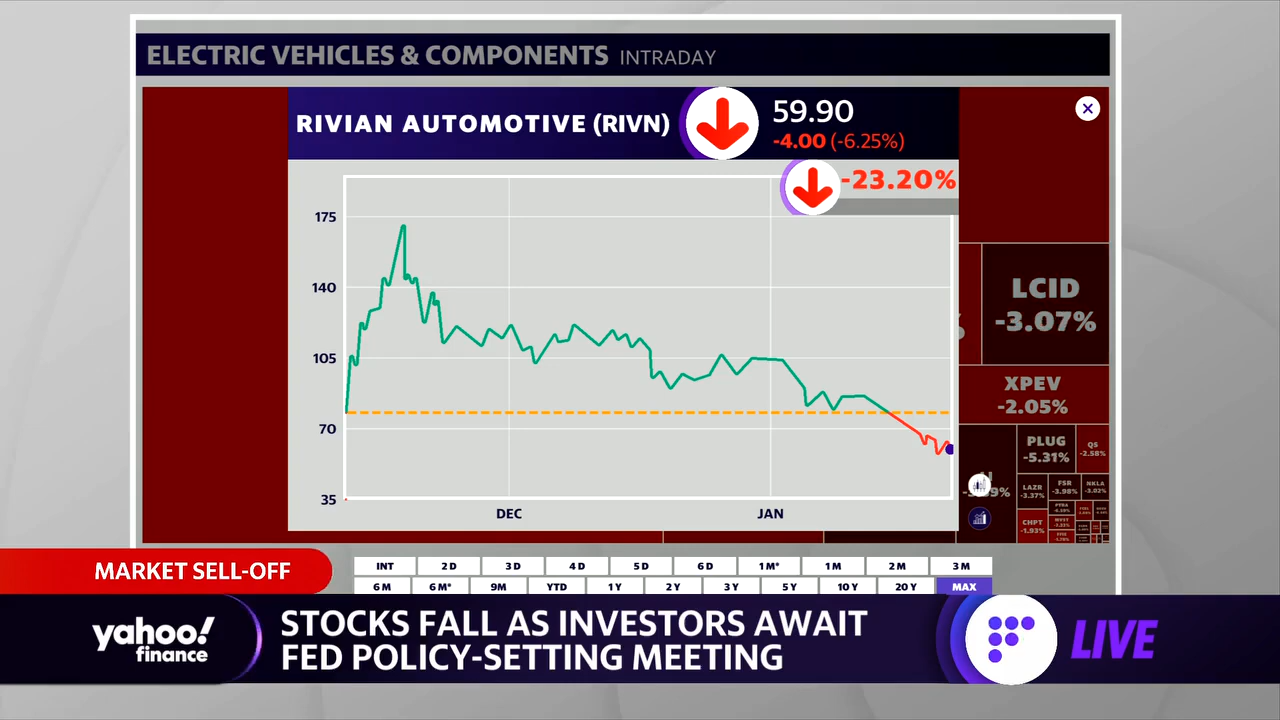 ELECTRIC VEHICLES & COMPONENTS INTRADAY
RIVIAN AUTOMOTIVE (RIVN)
59.90
-4.00 (-6.25%)
-23.20%
175
140
105
70
35
DEC
JAN
LCID
-3.07%
XPEV
-2.05%
PLUG
-5.31%
QS
-2.58%
LAZR
-3.37%
FSR
-3.98%
NKLA
-3.02%
CHPT
-1.93%
INT 2 D 3 D 4 D 5 D 6 D 1 M* 1 M 2 M 3 M
6 M 6 M* 9M YTD 1 Y 2 Y 3 Y 5 Y 10 Y 20 Y MAX
MARKET SELL-OFF
yahoo!
finance
STOCKS FALL AS INVESTORS AWAIT
FED POLICY-SETTING MEETING
LIVE